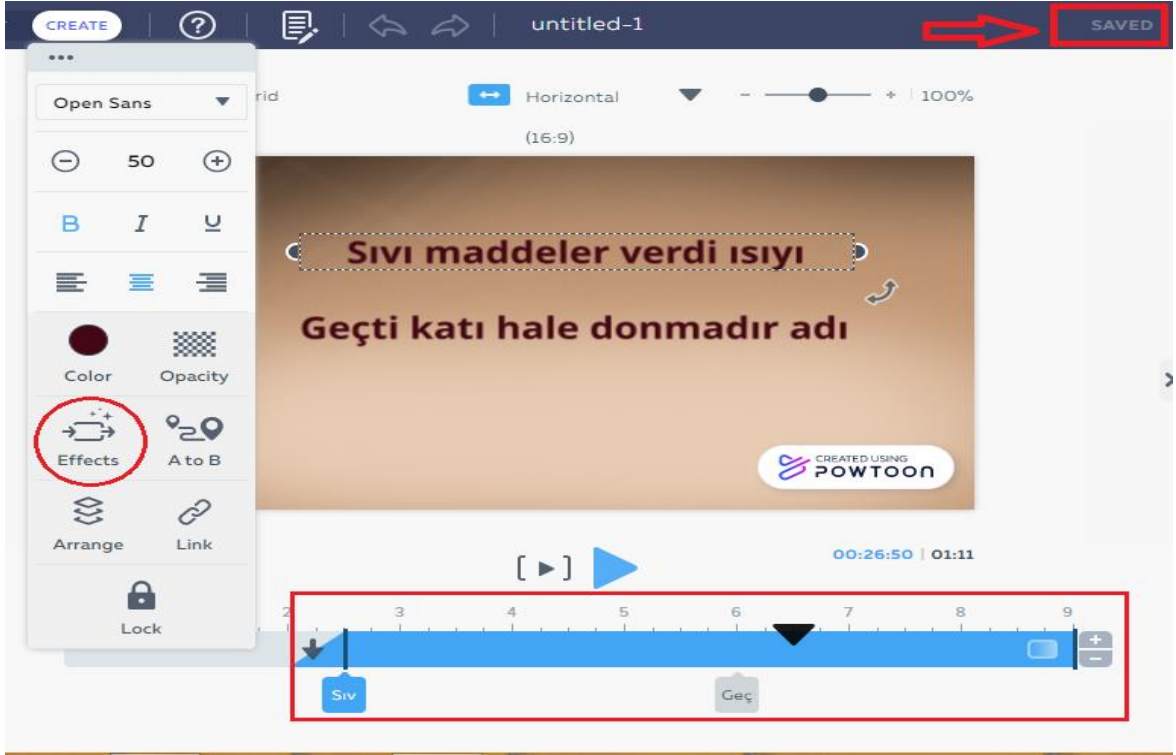 CREATE ? untitled-1 SAVED
Open Sans
rid
Horizontal
- + 100%
(16:9)
50
B I U
Sıvı maddeler verdi ısıyı
Geçti katı hale donmadır adı
Color Opacity
Effects A to B
Arrange Link
Lock
CREATED USING
POWTOON
00:26:50 | 01:11
2 3 4 5 6 7 8 9
+
-
Sıv Geç